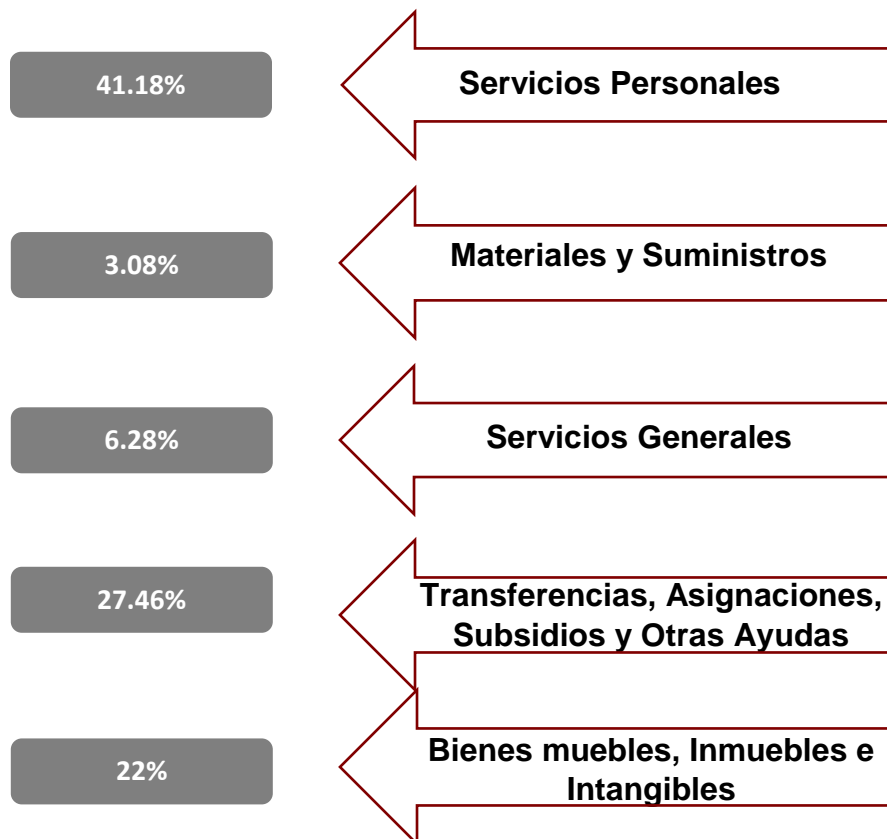 41.18%
Servicios Personales
3.08%
Materiales y Suministros
6.28%
Servicios Generales
27.46%
Transferencias, Asignaciones,
Subsidios y Otras Ayudas
22%
Bienes muebles, Inmuebles e
Intangibles